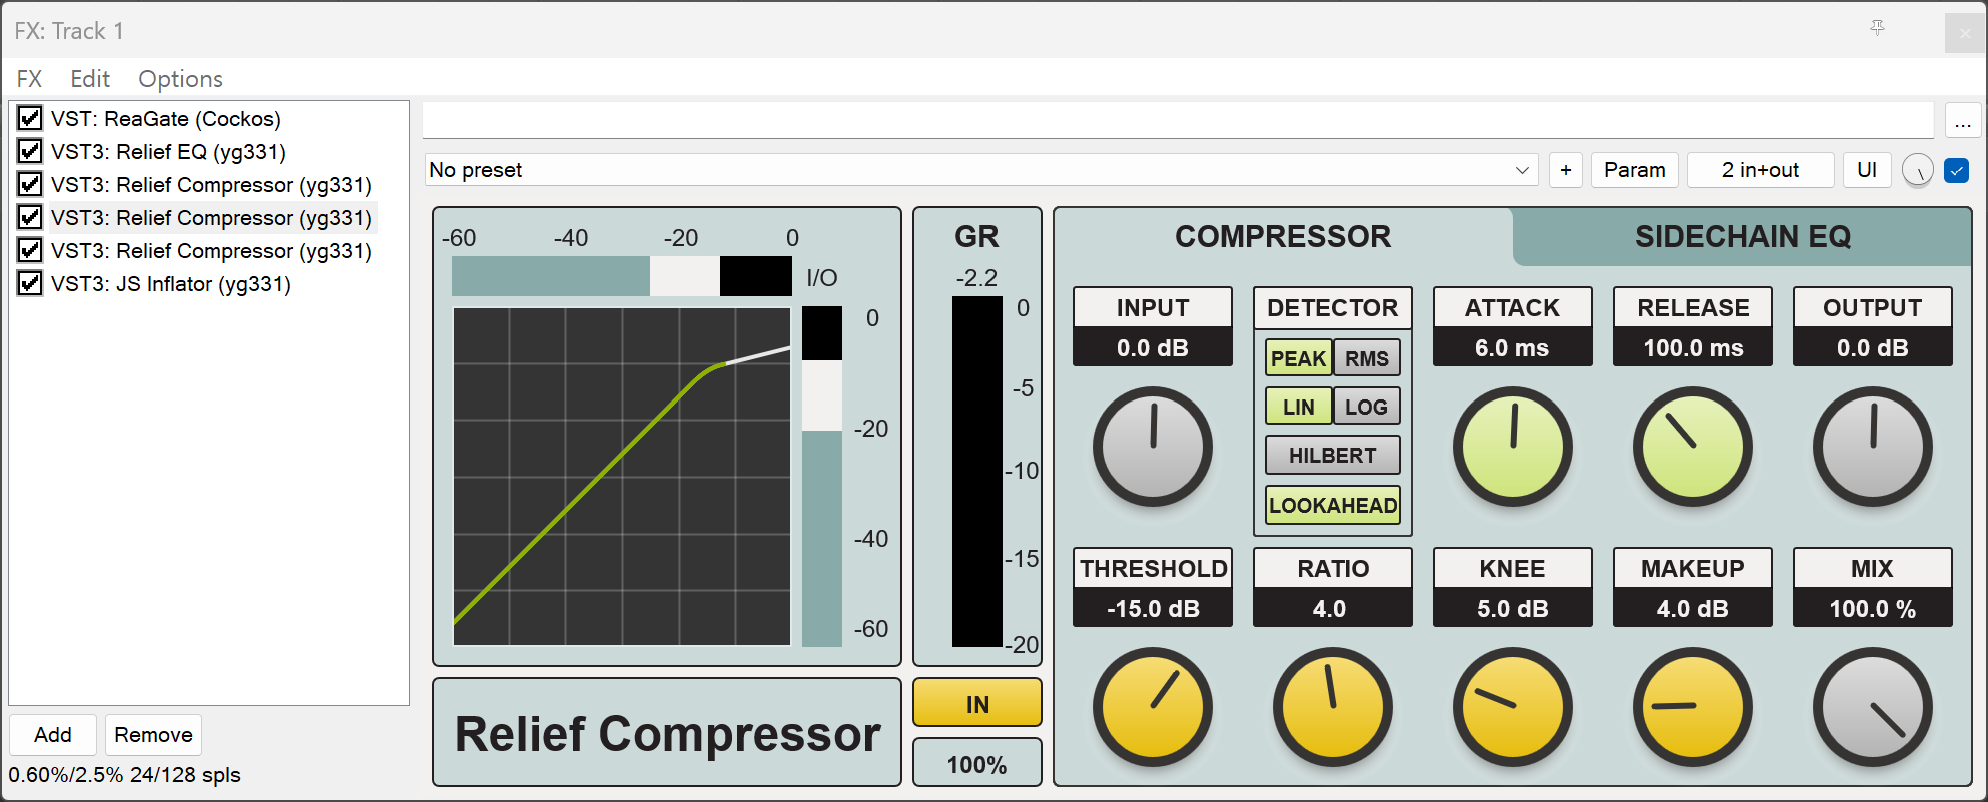 FX: Track 1
FX Edit Options
VST: ReaGate (Cockos)
VST3: Relief EQ (yg331)
VST3: Relief Compressor (yg331)
VST3: Relief Compressor (yg331)
VST3: Relief Compressor (yg331)
VST3: JS Inflator (yg331)
Add Remove
0.60%/2.5% 24/128 spls
...
No preset + Param 2 in+out UI
-60 -40 -20 0
I/O
0
-20
-40
-60
Relief Compressor
GR
-2.2
0
-5
-10
-15
-20
IN
100%
COMPRESSOR SIDECHAIN EQ
INPUT DETECTOR ATTACK RELEASE OUTPUT
0.0 dB 6.0 ms 100.0 ms 0.0 dB
PEAK RMS
LIN LOG
HILBERT
LOOKAHEAD
THRESHOLD RATIO KNEE MAKEUP MIX
-15.0 dB 4.0 5.0 dB 4.0 dB 100.0 %